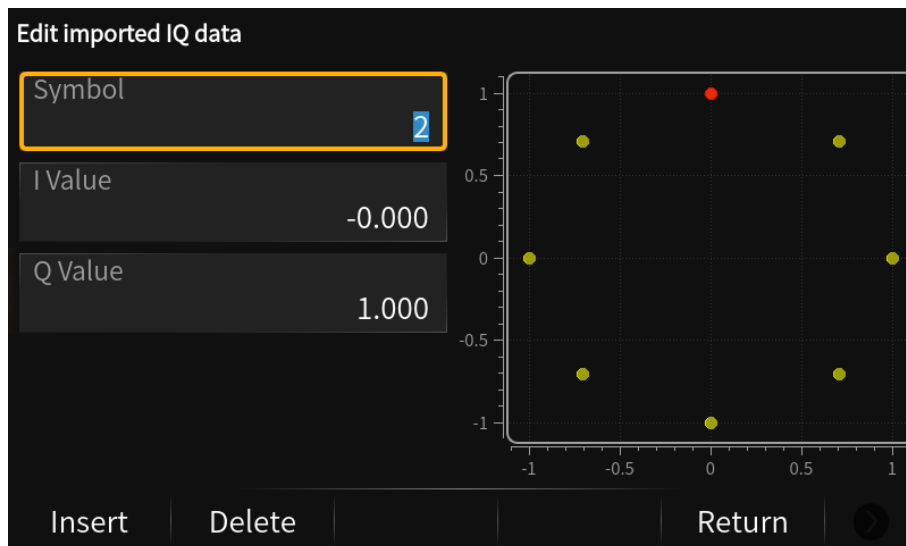 Edit imported IQ data
Symbol
2
I Value
-0.000
Q Value
1.000
1
0.5
0
-0.5
-1
-1 -0.5 0 0.5 1
Insert Delete Return